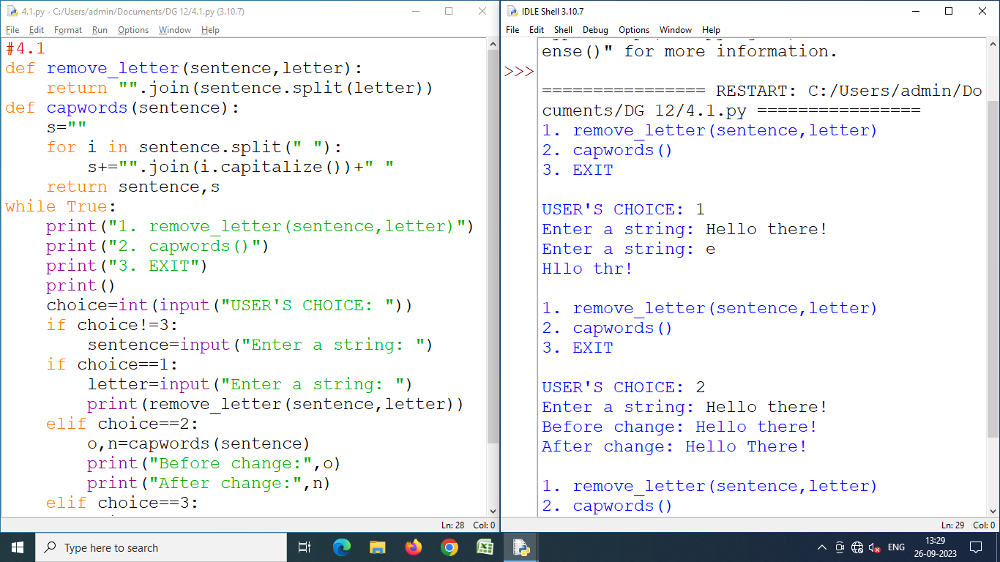 4.1.py - C:/Users/admin/Documents/DG 12/4.1.py (3.10.7)
File Edit Format Run Options Window Help
#4.1
def remove_letter(sentence,letter):
    return "".join(sentence.split(letter))
def capwords(sentence):
    s=""
    for i in sentence.split(" "):
        s+="".join(i.capitalize())+" "
    return sentence,s
while True:
    print("1. remove_letter(sentence,letter)")
    print("2. capwords()")
    print("3. EXIT")
    print()
    choice=int(input("USER'S CHOICE: "))
    if choice!=3:
        sentence=input("Enter a string: ")
    if choice==1:
        letter=input("Enter a string: ")
        print(remove_letter(sentence,letter))
    elif choice==2:
        o,n=capwords(sentence)
        print("Before change:",o)
        print("After change:",n)
    elif choice==3:
Ln: 28 Col: 0
IDLE Shell 3.10.7
File Edit Shell Debug Options Window Help
ense()" for more information.
>>>
================ RESTART: C:/Users/admin/Do
cuments/DG 12/4.1.py ================
1. remove_letter(sentence,letter)
2. capwords()
3. EXIT

USER'S CHOICE: 1
Enter a string: Hello there!
Enter a string: e
Hllo thr!

1. remove_letter(sentence,letter)
2. capwords()
3. EXIT

USER'S CHOICE: 2
Enter a string: Hello there!
Before change: Hello there!
After change: Hello There!

1. remove_letter(sentence,letter)
2. capwords()
Ln: 29 Col: 0
Type here to search
ENG
13:29
26-09-2023